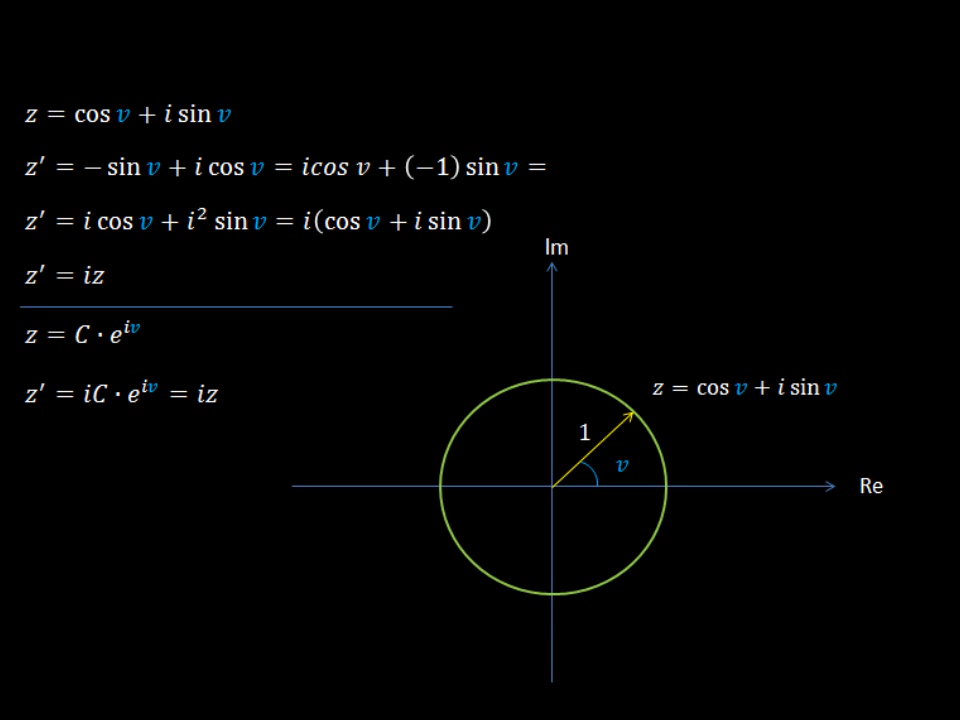 z = cos v + i sin v
z′ = − sin v + i cos v = icos v + (−1) sin v =
z′ = i cos v + i² sin v = i(cos v + i sin v)
Im
z′ = iz
z = C · e^{iv}
z′ = iC · e^{iv} = iz
z = cos v + i sin v
1
v
Re